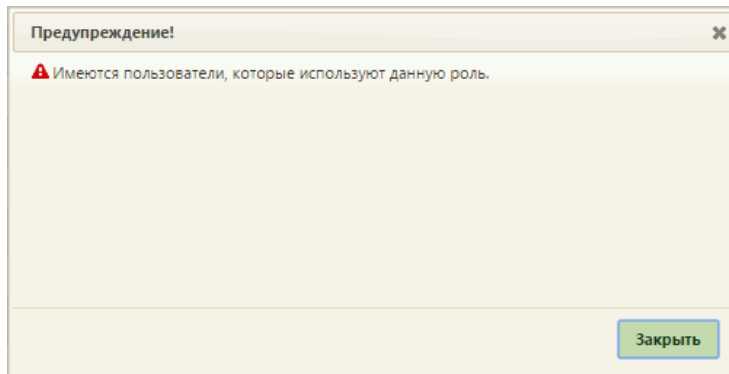 Предупреждение!
Имеются пользователи, которые используют данную роль.
Закрыть